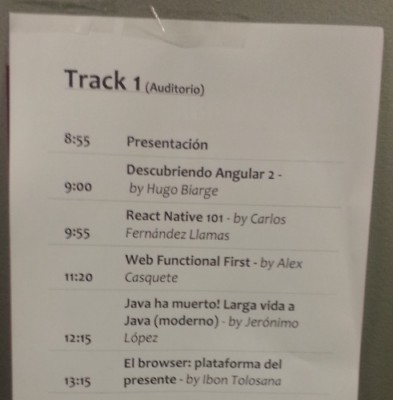 Track 1 (Auditorio)
8:55 Presentación
Descubriendo Angular 2 -
9:00 by Hugo Biarge
React Native 101 - by Carlos
9:55 Fernández Llamas
Web Functional First - by Alex
11:20 Casquete
Java ha muerto! Larga vida a
Java (moderno) - by Jerónimo
12:15 López
El browser: plataforma del
13:15 presente - by Ibon Tolosana